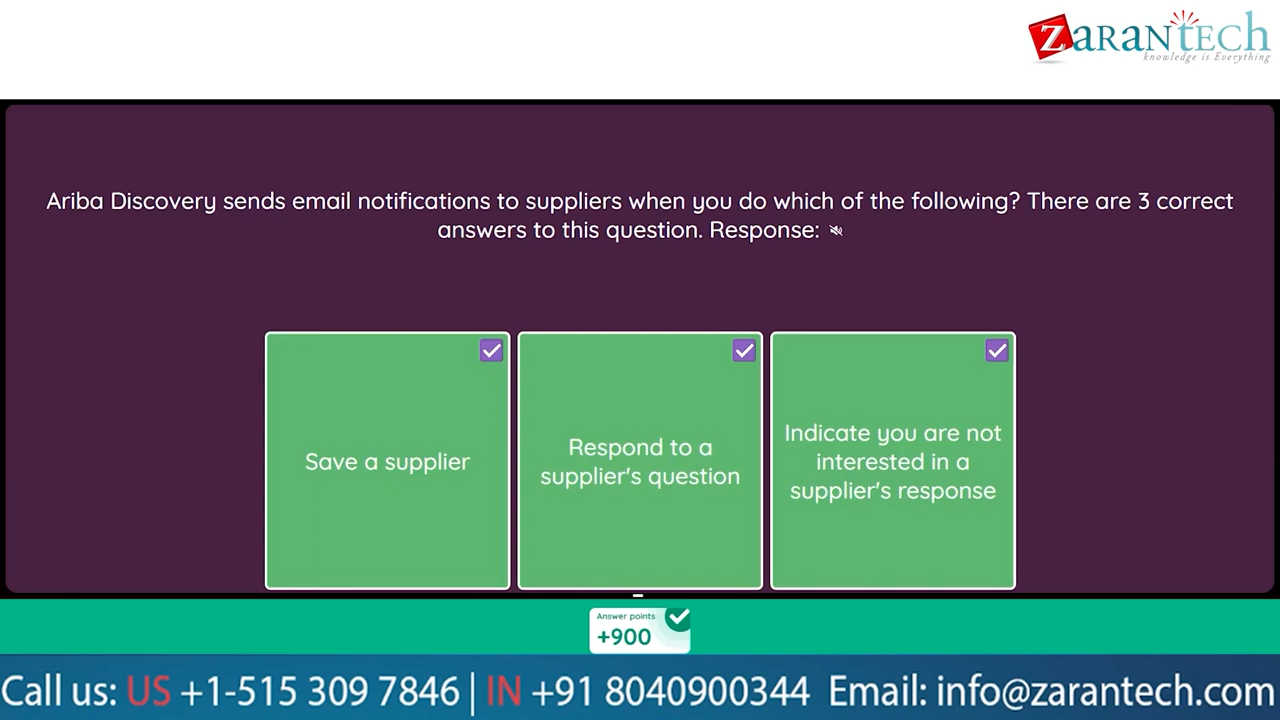 ZARANTECH
knowledge is Everything
Ariba Discovery sends email notifications to suppliers when you do which of the following? There are 3 correct
answers to this question. Response:
Save a supplier
Respond to a
supplier's question
Indicate you are not
interested in a
supplier's response
Answer points
+900
Call us: US +1-515 309 7846 | IN +91 8040900344 Email: info@zarantech.com